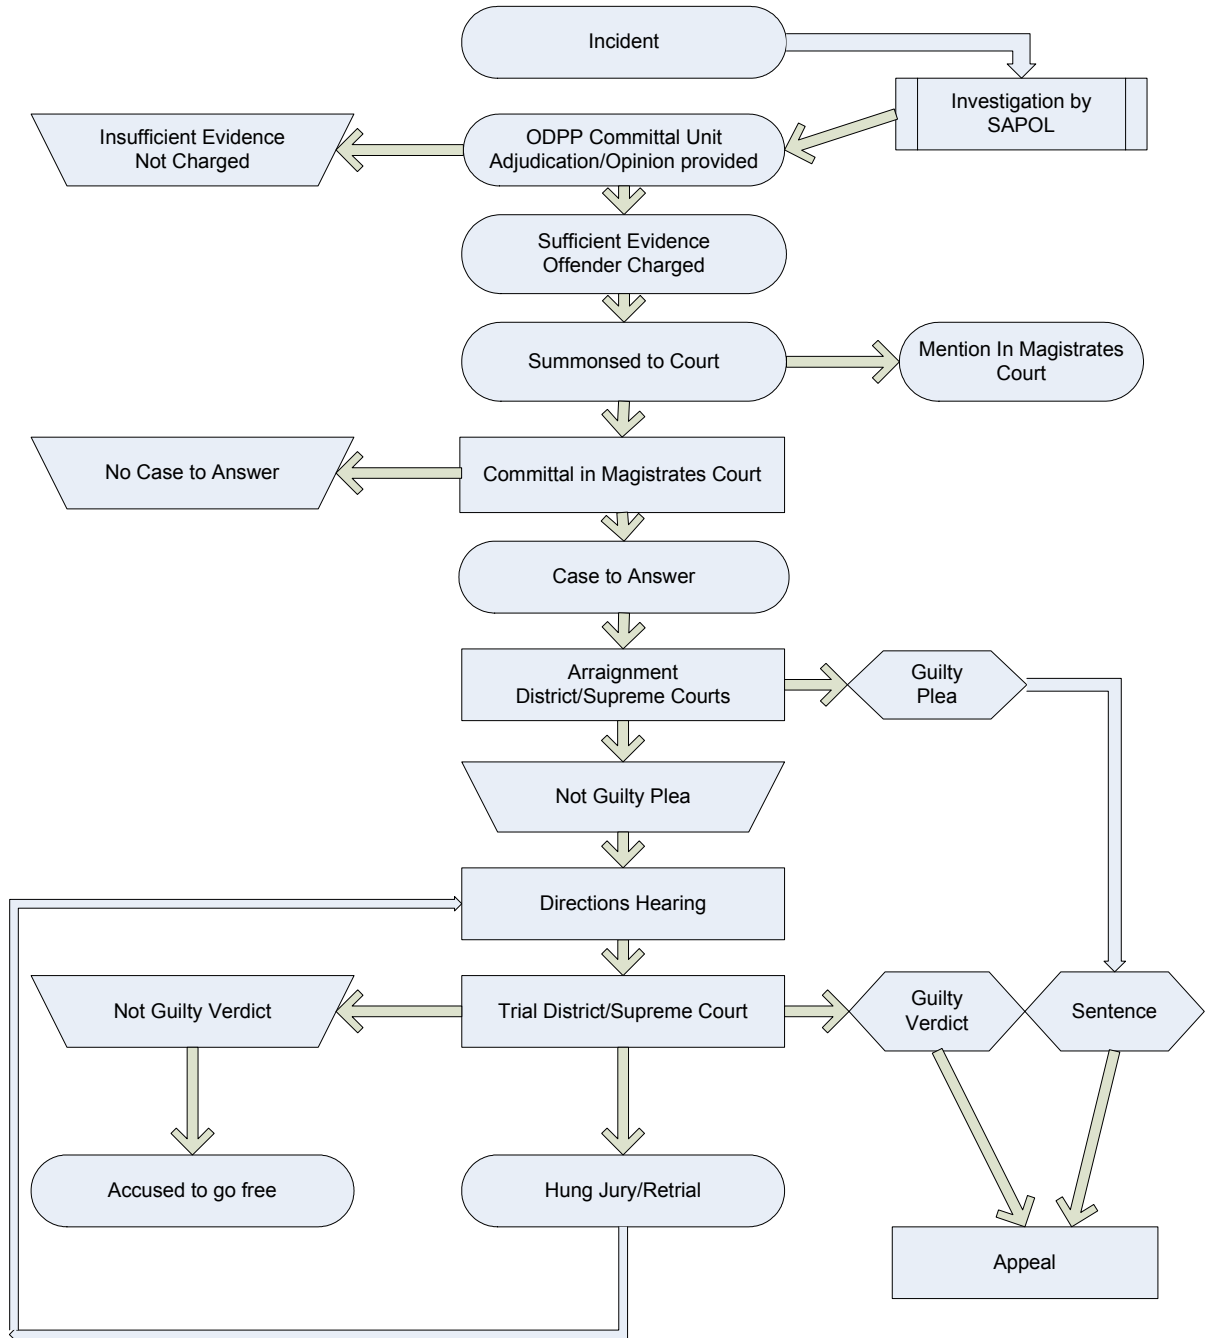 Incident
Investigation by
SAPOL
Insufficient Evidence
Not Charged
ODPP Committal Unit
Adjudication/Opinion provided
Sufficient Evidence
Offender Charged
Summonsed to Court
Mention In Magistrates
Court
No Case to Answer
Committal in Magistrates Court
Case to Answer
Arraignment
District/Supreme Courts
Guilty
Plea
Not Guilty Plea
Directions Hearing
Not Guilty Verdict
Trial District/Supreme Court
Guilty
Verdict
Sentence
Accused to go free
Hung Jury/Retrial
Appeal